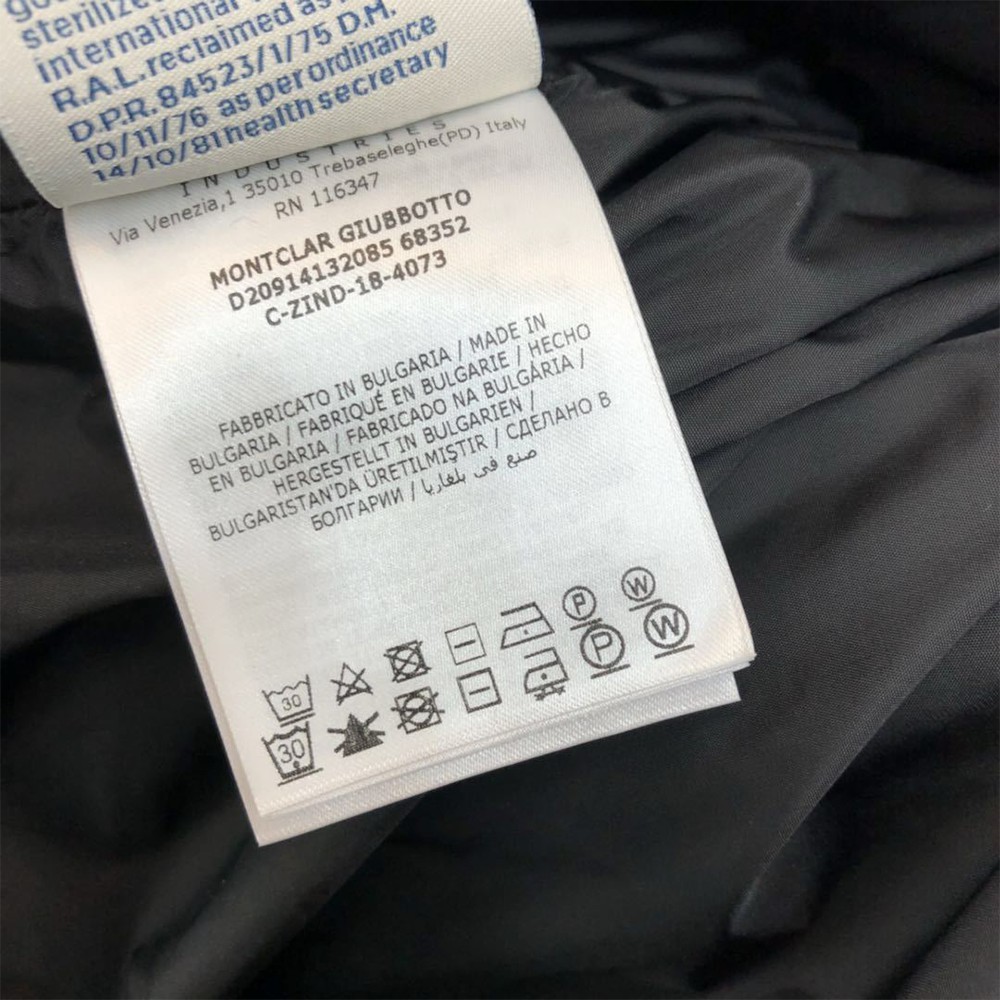 sterilized
international
R.A.L. reclaimed as
D.P.R. 84523/1/75 D.M.
10/11/76 as per ordinance
14/10/81 health secretary
INDUSTRIES
Via Venezia,1 35010 Trebaseleghe(PD) Italy
RN 116347
MONTCLAR GIUBBOTTO
D20914132085 68352
C-ZIND-18-4073
FABBRICATO IN BULGARIA / MADE IN
BULGARIA / FABRIQUÉ EN BULGARIE / HECHO
EN BULGARIA / FABRICADO NA BULGÁRIA /
HERGESTELLT IN BULGARIEN /
BULGARISTAN'DA ÜRETILMIŞTIR / СДЕЛАНО В
БОЛГАРИИ / صنع فى بلغاريا
30 P W
30 P W